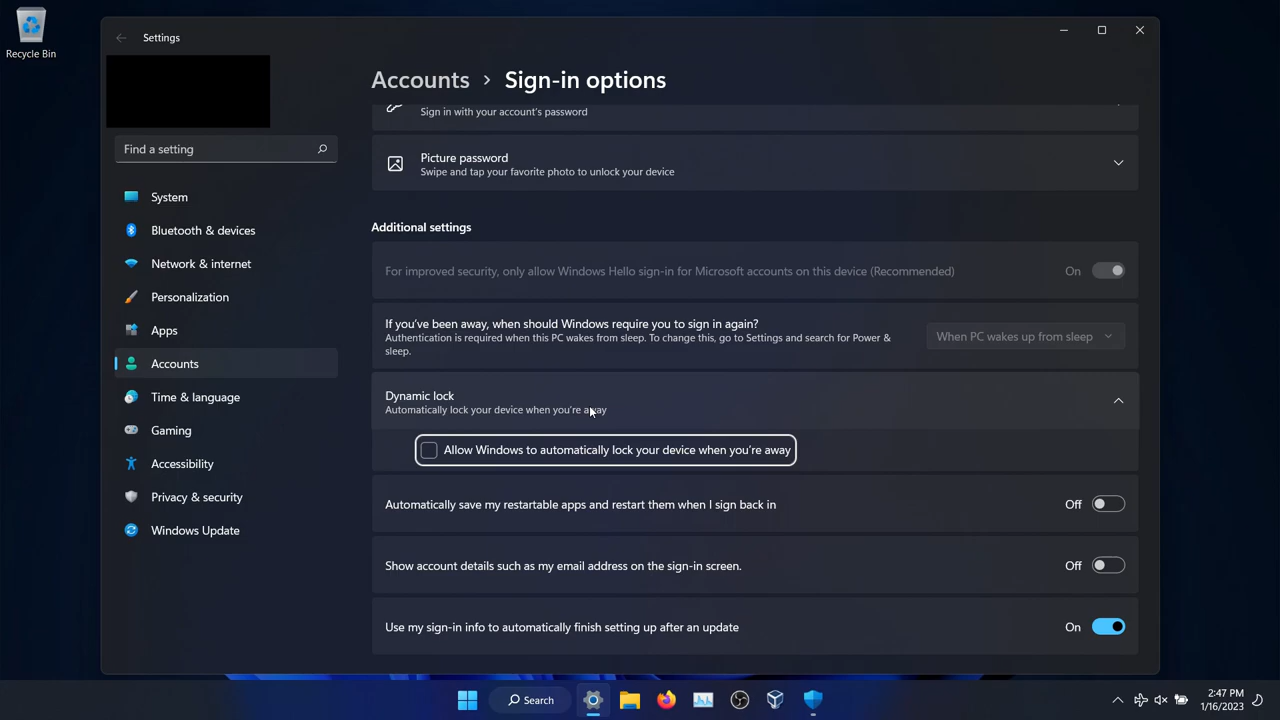 Recycle Bin
Settings
Find a setting
System
Bluetooth & devices
Network & internet
Personalization
Apps
Accounts
Time & language
Gaming
Accessibility
Privacy & security
Windows Update
Accounts > Sign-in options
Sign in with your account's password
Picture password
Swipe and tap your favorite photo to unlock your device
Additional settings
For improved security, only allow Windows Hello sign-in for Microsoft accounts on this device (Recommended)
On
If you've been away, when should Windows require you to sign in again?
Authentication is required when this PC wakes from sleep. To change this, go to Settings and search for Power &
sleep.
When PC wakes up from sleep
Dynamic lock
Automatically lock your device when you're away
Allow Windows to automatically lock your device when you're away
Automatically save my restartable apps and restart them when I sign back in
Off
Show account details such as my email address on the sign-in screen.
Off
Use my sign-in info to automatically finish setting up after an update
On
Search
2:47 PM
1/16/2023